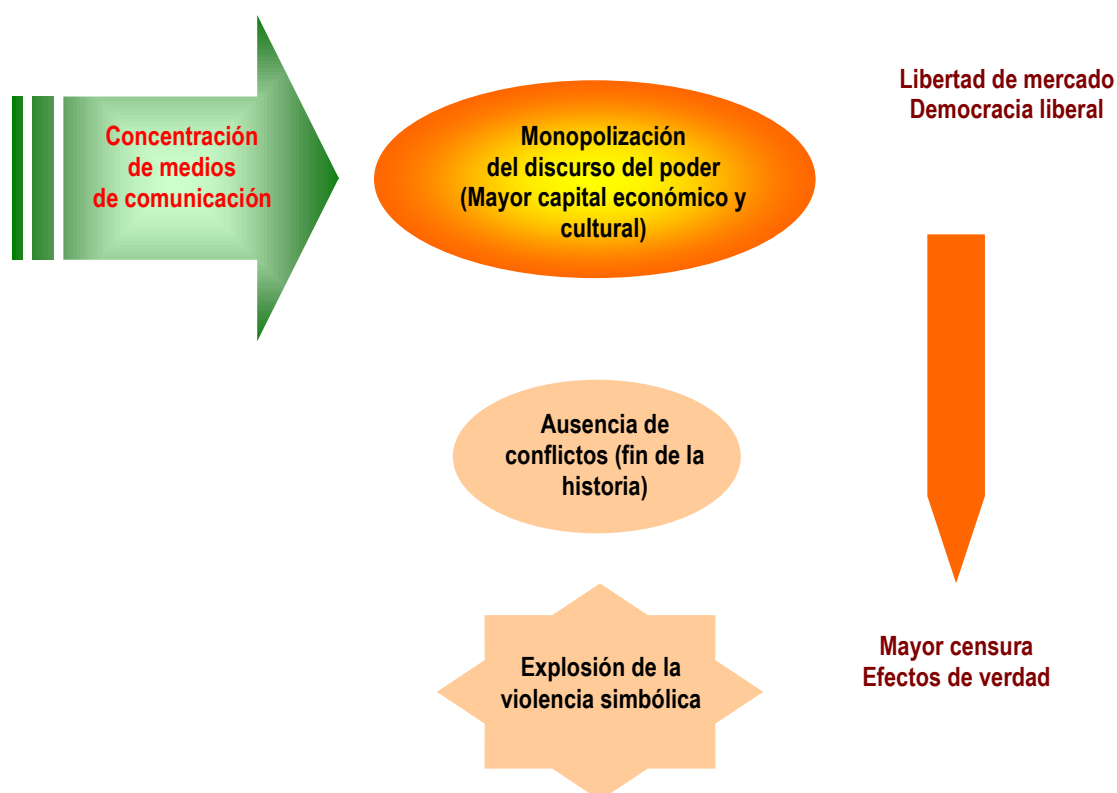 Concentración
de medios
de comunicación
Monopolización
del discurso del poder
(Mayor capital económico y
cultural)
Libertad de mercado
Democracia liberal
Ausencia de
conflictos (fin de la
historia)
Explosión de la
violencia simbólica
Mayor censura
Efectos de verdad